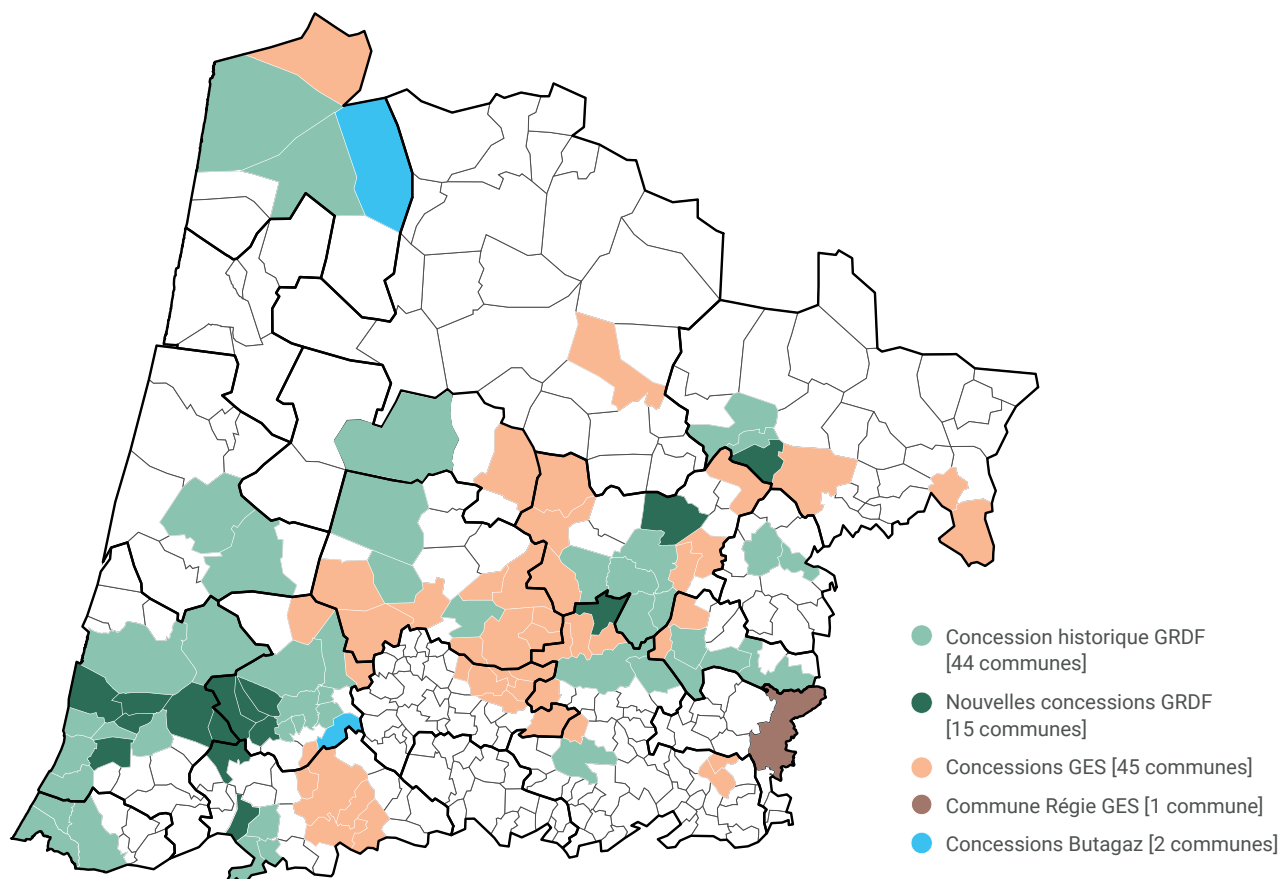 Concession historique GRDF
[44 communes]
Nouvelles concessions GRDF
[15 communes]
Concessions GES [45 communes]
Commune Régie GES [1 commune]
Concessions Butagaz [2 communes]